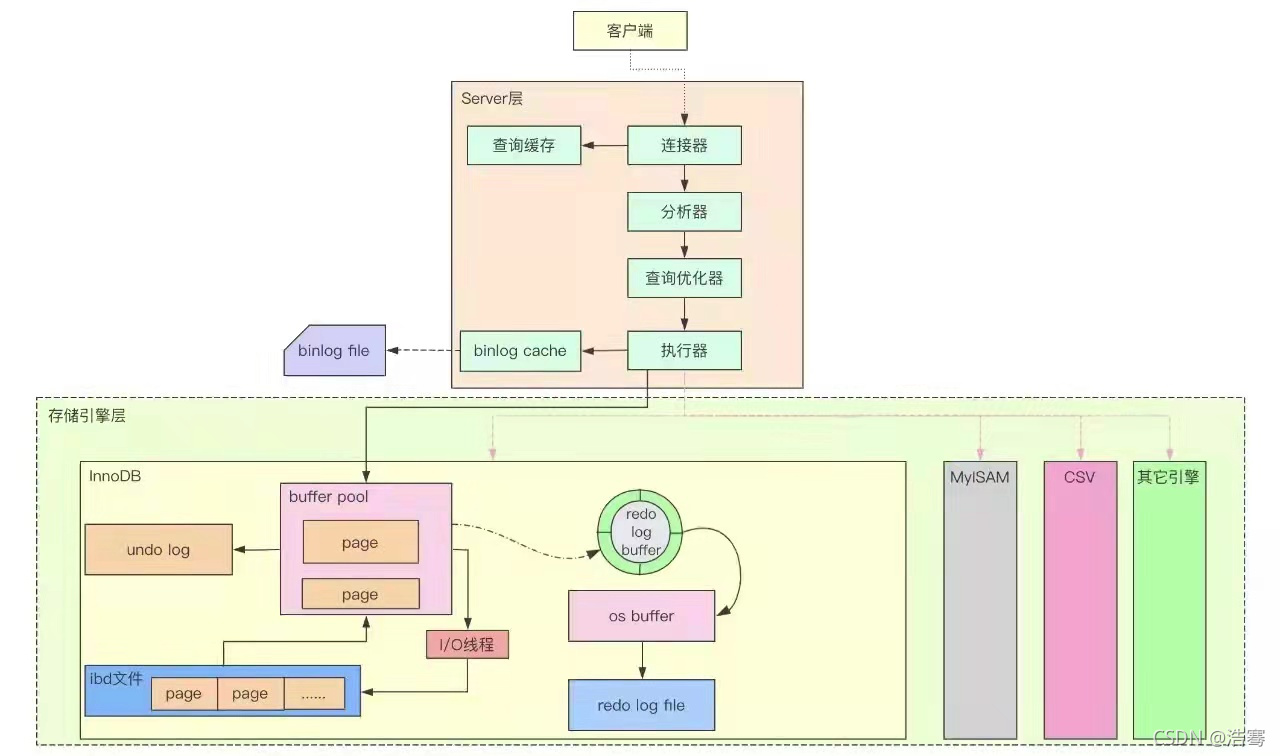 客户端
Server层
查询缓存
连接器
分析器
查询优化器
binlog file
binlog cache
执行器
存储引擎层
InnoDB
MyISAM
CSV
其它引擎
buffer pool
page
page
undo log
redo
log
buffer
os buffer
I/O线程
ibd文件
page
page
......
redo log file
CSDN @浩骞